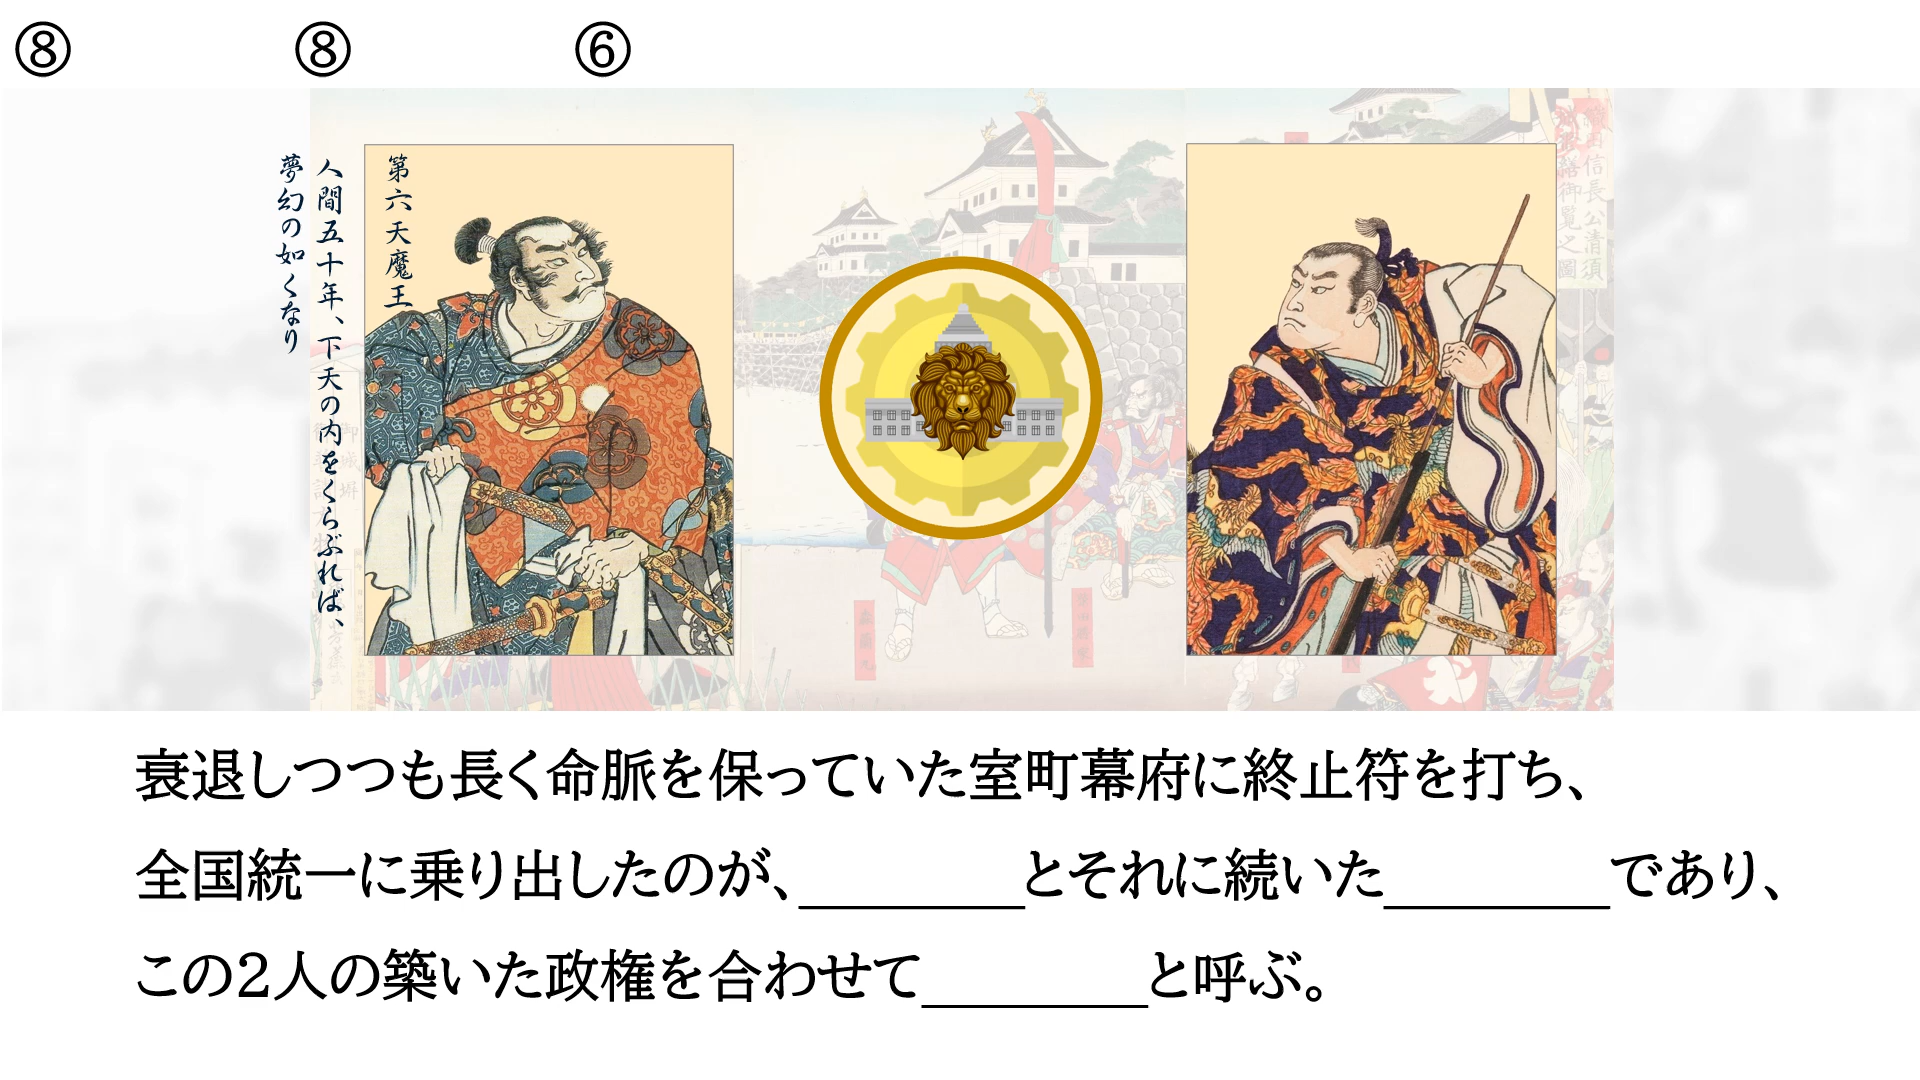 ⑧ ⑧ ⑥
第六天魔王
人間五十年、下天の内をくらぶれば、
夢幻の如くなり
衰退しつつも長く命脈を保っていた室町幕府に終止符を打ち、
全国統一に乗り出したのが、________とそれに続いた________であり、
この2人の築いた政権を合わせて________と呼ぶ。